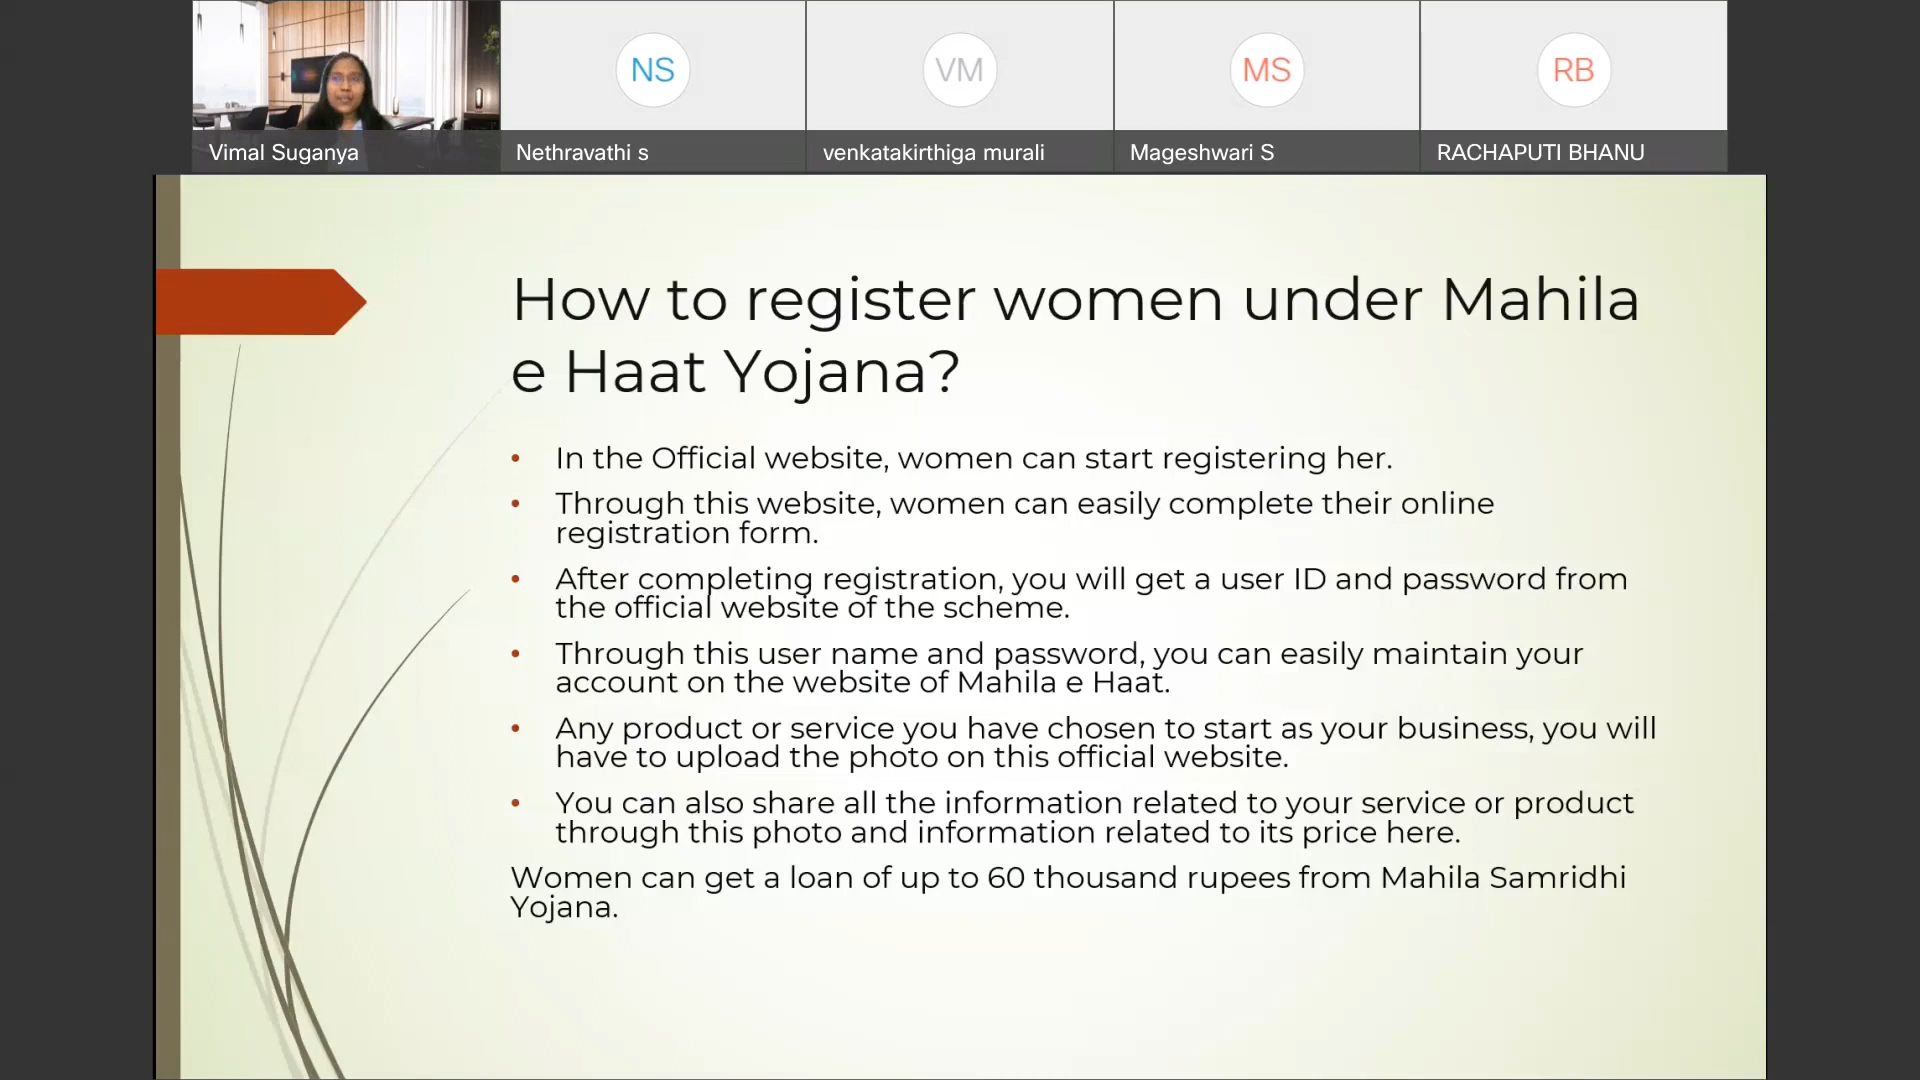 NS
VM
MS
RB
Vimal Suganya
Nethravathi s
venkatakirthiga murali
Mageshwari S
RACHAPUTI BHANU
How to register women under Mahila
e Haat Yojana?
• In the Official website, women can start registering her.
• Through this website, women can easily complete their online
registration form.
• After completing registration, you will get a user ID and password from
the official website of the scheme.
• Through this user name and password, you can easily maintain your
account on the website of Mahila e Haat.
• Any product or service you have chosen to start as your business, you will
have to upload the photo on this official website.
• You can also share all the information related to your service or product
through this photo and information related to its price here.
Women can get a loan of up to 60 thousand rupees from Mahila Samridhi
Yojana.